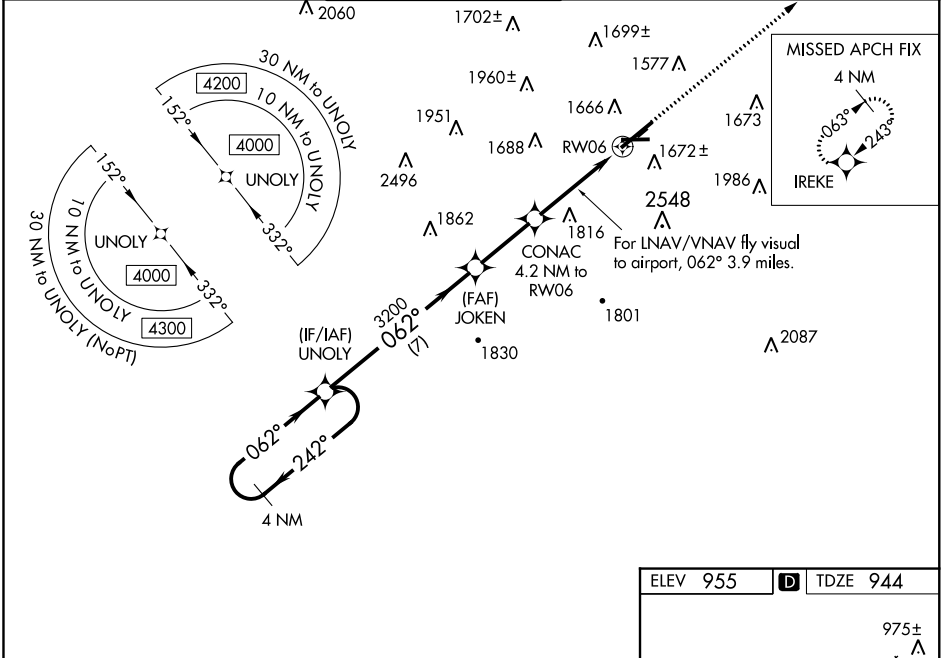 2060
1702±
1699±
1577
1960±
1951
1666
1688
RW06
1672±
1673
2496
2548
1986
1862
1816
CONAC
4.2 NM to
RW06
For LNAV/VNAV fly visual
to airport, 062° 3.9 miles.
(FAF)
JOKEN
1801
1830
2087
3200
062°
(7)
(IF/IAF)
UNOLY
062°
242°
4 NM
30 NM to UNOLY
4200
10 NM to UNOLY
4000
152°
UNOLY
332°
152°
UNOLY
4000
332°
10 NM to UNOLY
4300
30 NM to UNOLY (NoPT)
MISSED APCH FIX
4 NM
063°
243°
IREKE
ELEV 955 D TDZE 944
975±